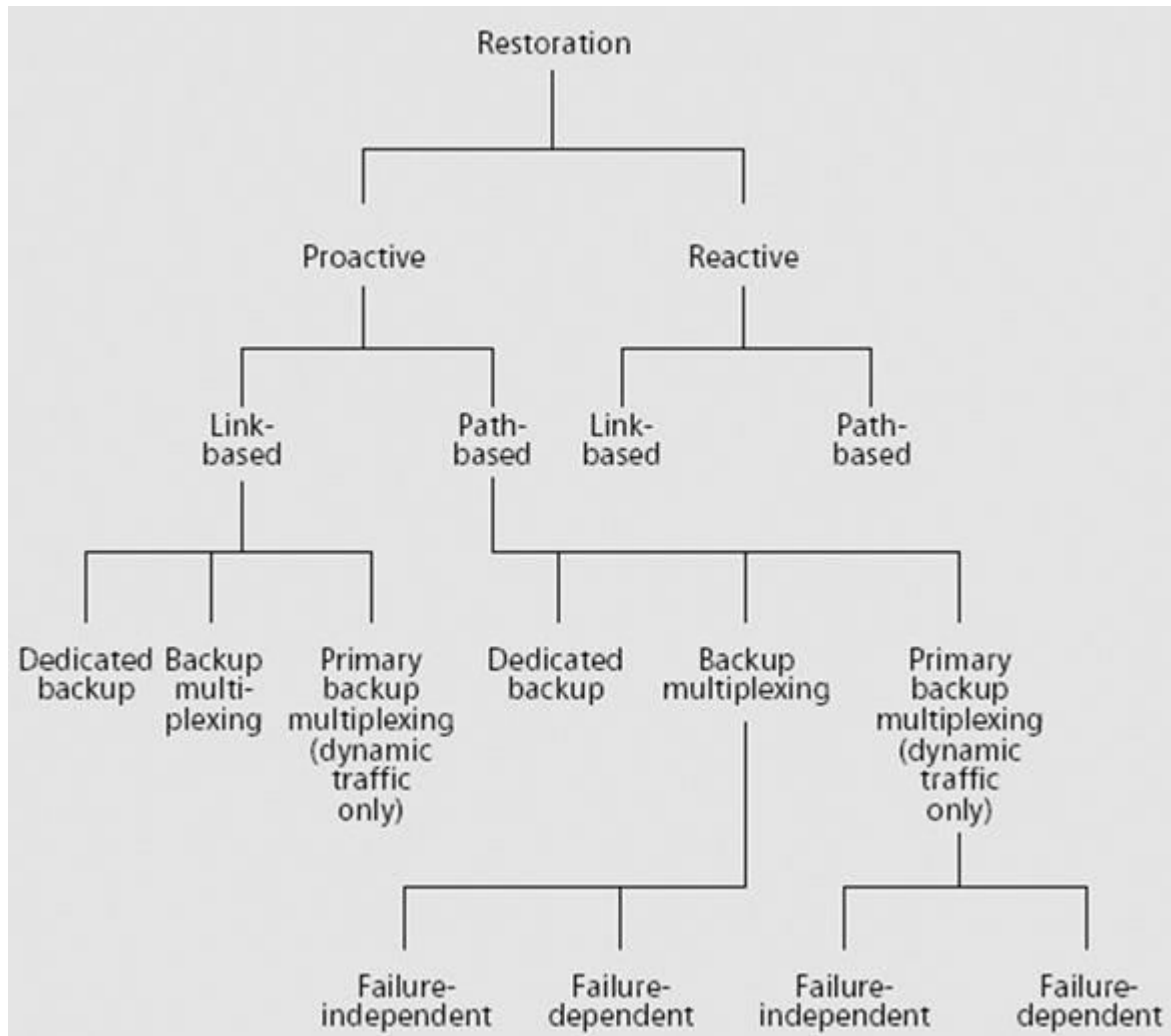 Restoration
Proactive
Reactive
Link-
based
Path-
based
Link-
based
Path-
based
Dedicated
backup
Backup
multi-
plexing
Primary
backup
multiplexing
(dynamic
traffic
only)
Dedicated
backup
Backup
multiplexing
Primary
backup
multiplexing
(dynamic
traffic
only)
Failure-
independent
Failure-
dependent
Failure-
independent
Failure-
dependent